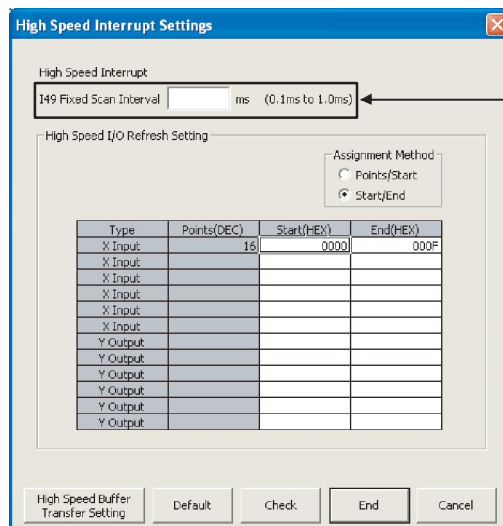 High Speed Interrupt Settings
High Speed Interrupt
I49 Fixed Scan Interval ms (0.1ms to 1.0ms)
High Speed I/O Refresh Setting
Assignment Method
Points/Start
Start/End
Type Points(DEC) Start(HEX) End(HEX)
X Input 16 0000 000F
X Input
X Input
X Input
X Input
X Input
Y Output
Y Output
Y Output
Y Output
Y Output
Y Output
High Speed Buffer
Transfer Setting
Default
Check
End
Cancel